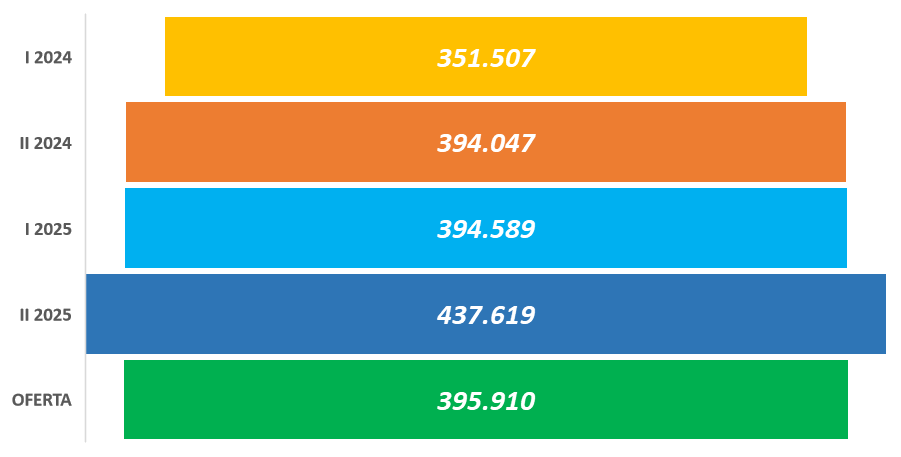 I 2024 351.507
II 2024 394.047
I 2025 394.589
II 2025 437.619
OFERTA 395.910